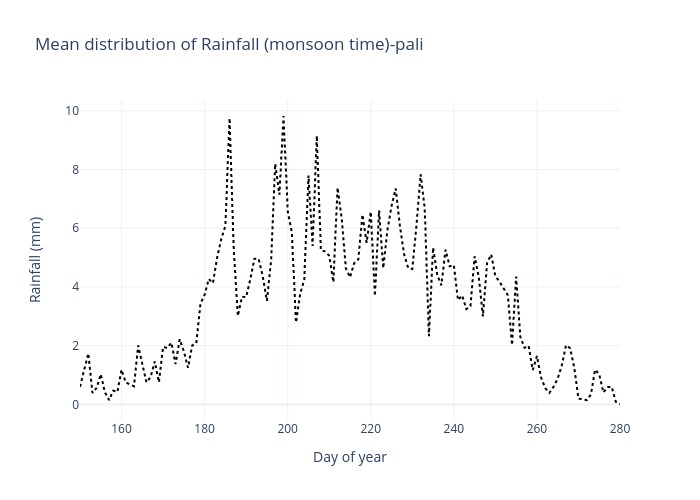 Mean distribution of Rainfall (monsoon time)-pali
10
8
6
4
2
0
Rainfall (mm)
160 180 200 220 240 260 280
Day of year